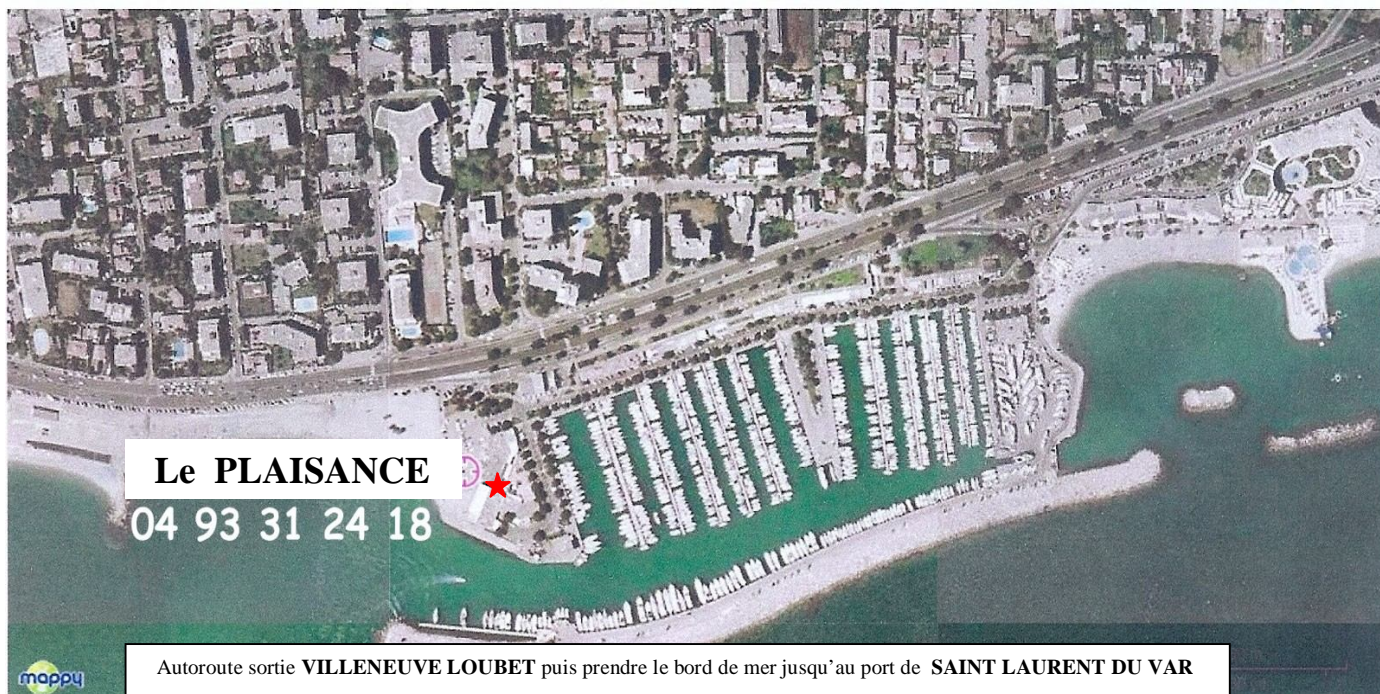 Le PLAISANCE
04 93 31 24 18
Autoroute sortie VILLENEUVE LOUBET puis prendre le bord de mer jusqu’au port de SAINT LAURENT DU VAR
mappy